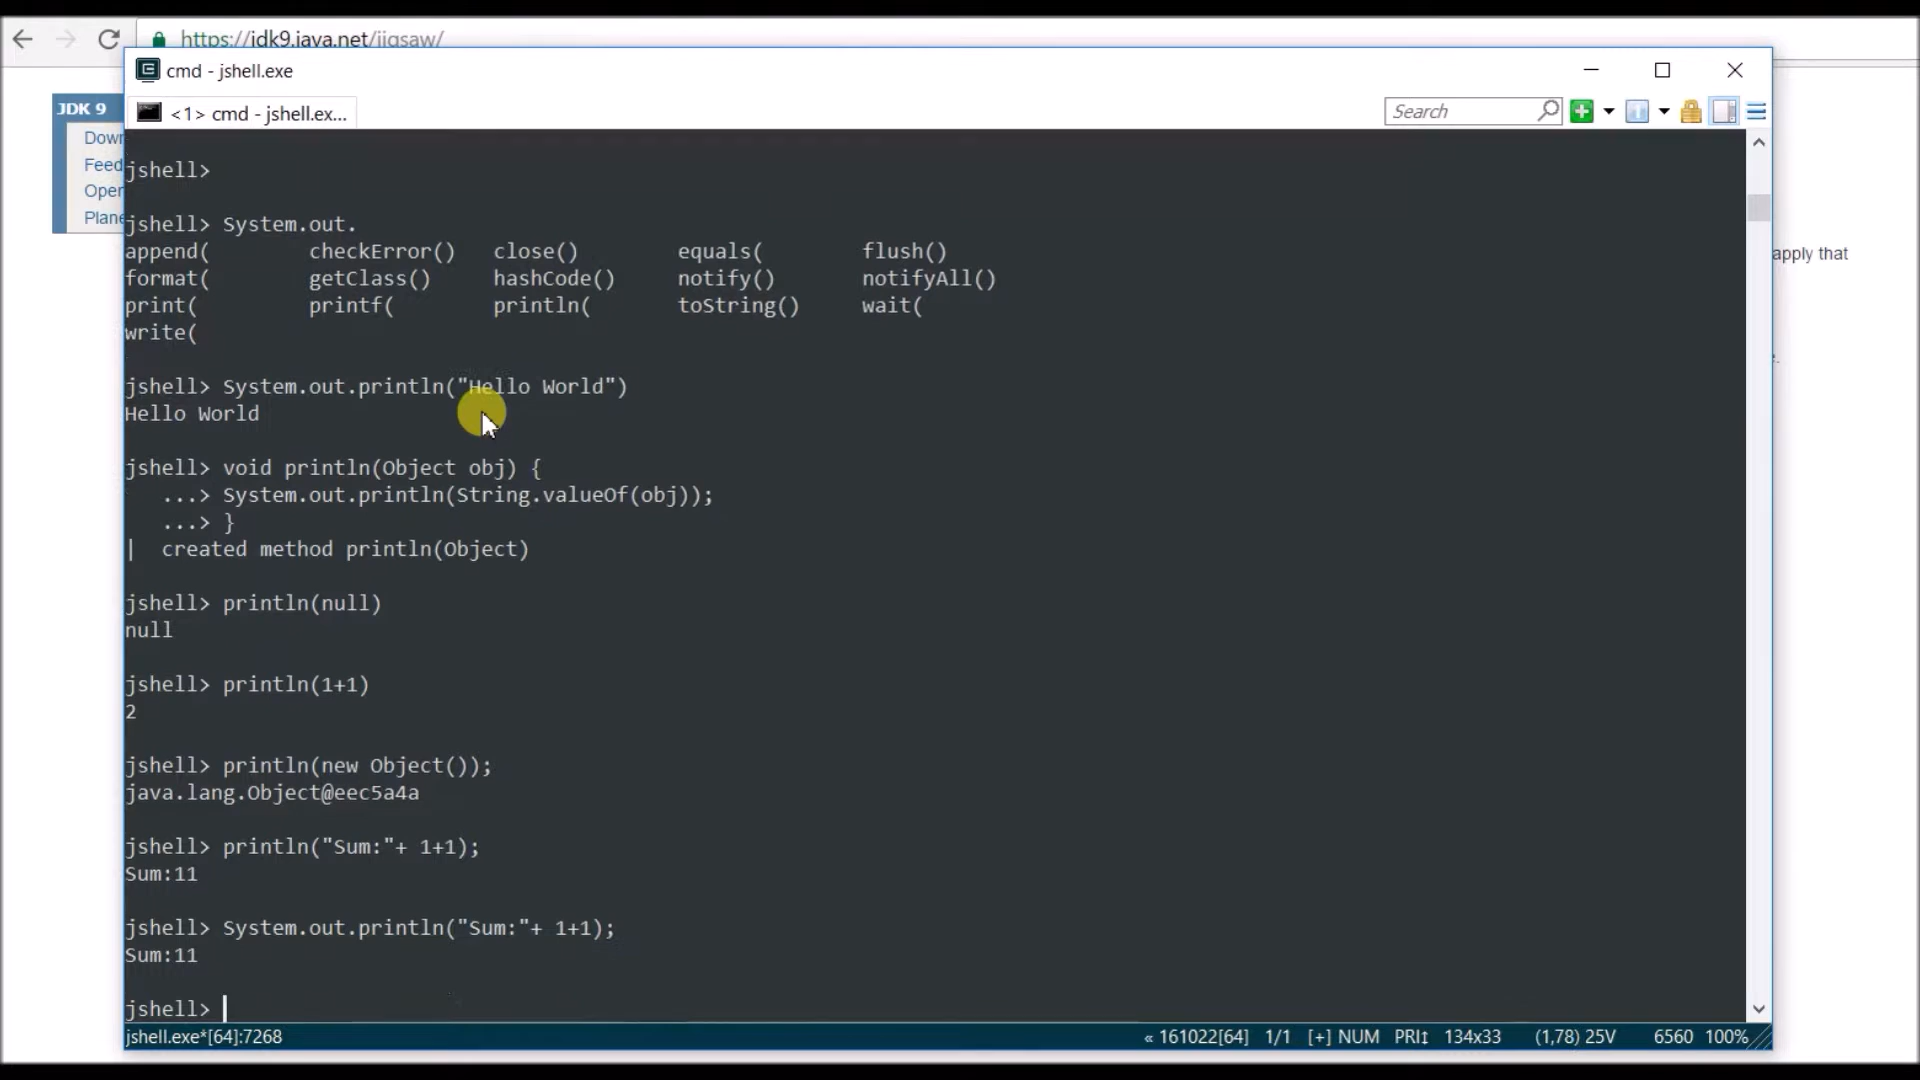 https://jdk9.java.net/jigsaw/
cmd - jshell.exe
<1> cmd - jshell.ex...
Search
JDK 9
Down
Feed
Open
Plane
apply that
jshell>
jshell> System.out.
append( checkError() close() equals( flush()
format( getClass() hashCode() notify() notifyAll()
print( printf( println( toString() wait(
write(
jshell> System.out.println("Hello World")
Hello World
jshell> void println(Object obj) {
...> System.out.println(String.valueOf(obj));
...> }
| created method println(Object)
jshell> println(null)
null
jshell> println(1+1)
2
jshell> println(new Object());
java.lang.Object@eec5a4a
jshell> println("Sum:"+ 1+1);
Sum:11
jshell> System.out.println("Sum:"+ 1+1);
Sum:11
jshell>
jshell.exe*[64]:7268 « 161022[64] 1/1 [+] NUM PRI↕ 134x33 (1,78) 25V 6560 100%